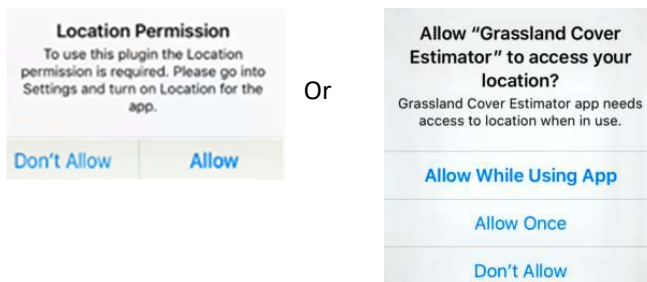 Location Permission
To use this plugin the Location
permission is required. Please go into
Settings and turn on Location for the
app.
Don't Allow Allow
Or
Allow “Grassland Cover
Estimator” to access your
location?
Grassland Cover Estimator app needs
access to location when in use.
Allow While Using App
Allow Once
Don't Allow